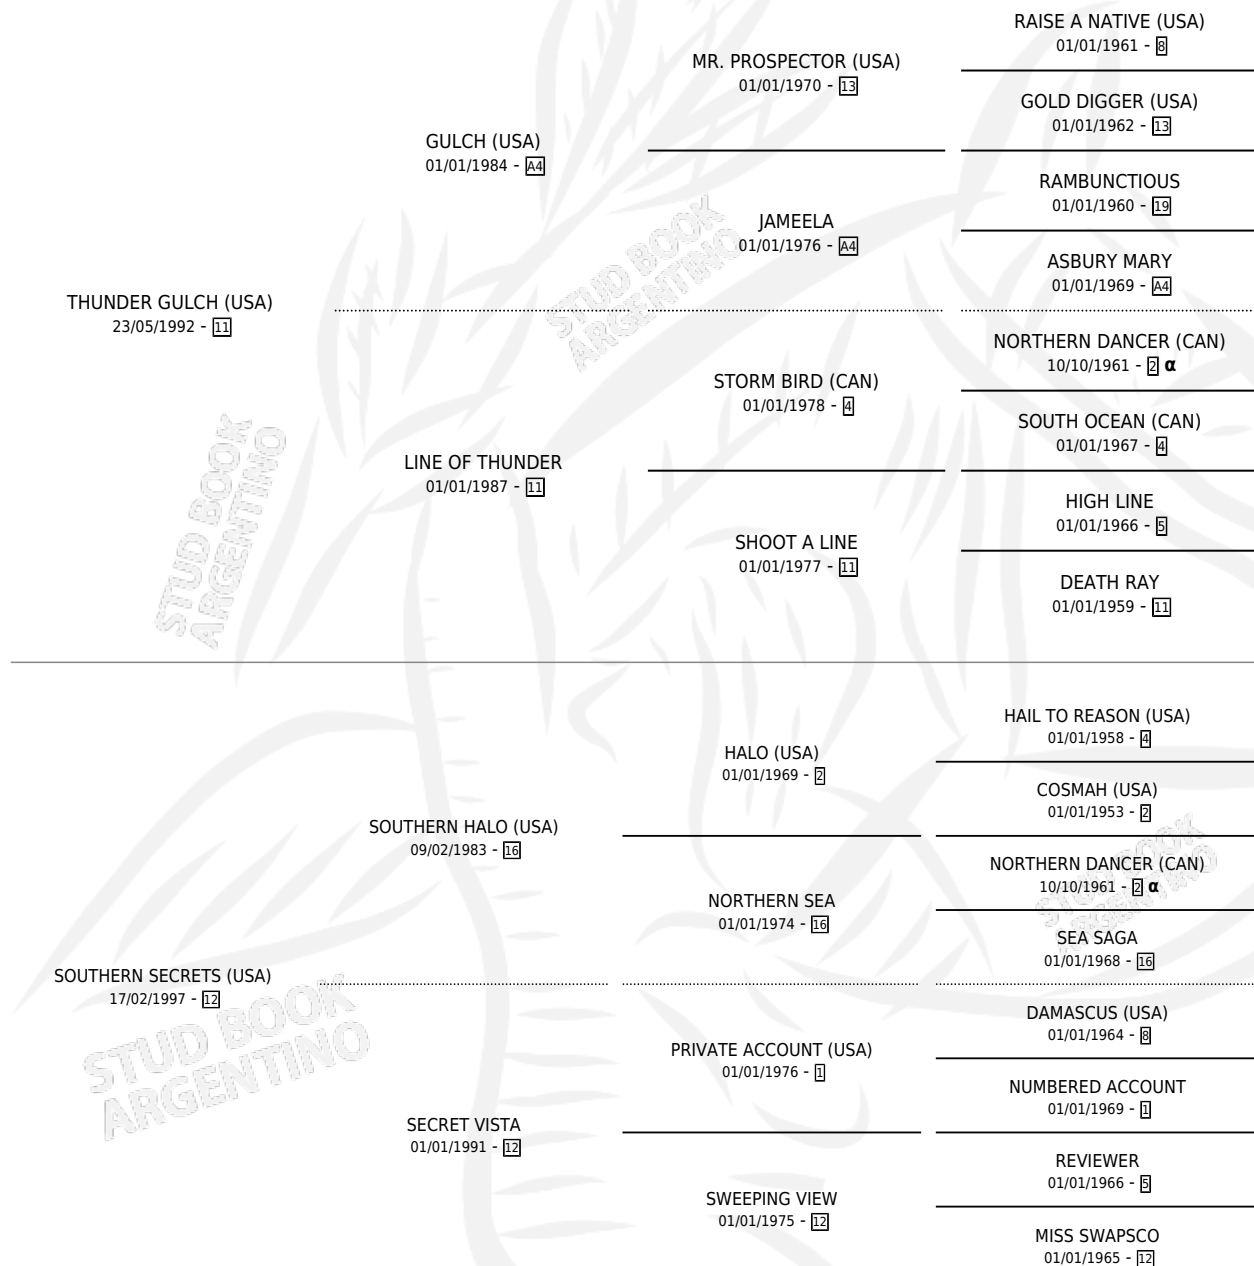 RAISE A NATIVE (USA)
01/01/1961 - 8
MR. PROSPECTOR (USA)
01/01/1970 - 13
GOLD DIGGER (USA)
01/01/1962 - 13
GULCH (USA)
01/01/1984 - A4
RAMBUNCTIOUS
01/01/1960 - 19
JAMEELA
01/01/1976 - A4
ASBURY MARY
01/01/1969 - A4
THUNDER GULCH (USA)
23/05/1992 - 11
NORTHERN DANCER (CAN)
10/10/1961 - 2 α
STORM BIRD (CAN)
01/01/1978 - 4
SOUTH OCEAN (CAN)
01/01/1967 - 4
LINE OF THUNDER
01/01/1987 - 11
HIGH LINE
01/01/1966 - 5
SHOOT A LINE
01/01/1977 - 11
DEATH RAY
01/01/1959 - 11
HAIL TO REASON (USA)
01/01/1958 - 4
HALO (USA)
01/01/1969 - 2
COSMAH (USA)
01/01/1953 - 2
SOUTHERN HALO (USA)
09/02/1983 - 16
NORTHERN DANCER (CAN)
10/10/1961 - 2 α
NORTHERN SEA
01/01/1974 - 16
SEA SAGA
01/01/1968 - 16
SOUTHERN SECRETS (USA)
17/02/1997 - 12
DAMASCUS (USA)
01/01/1964 - 8
PRIVATE ACCOUNT (USA)
01/01/1976 - 1
NUMBERED ACCOUNT
01/01/1969 - 1
SECRET VISTA
01/01/1991 - 12
REVIEWER
01/01/1966 - 5
SWEEPING VIEW
01/01/1975 - 12
MISS SWAPSCO
01/01/1965 - 12
STUD BOOK
ARGENTINO
STUD BOOK
ARGENTINO
STUD BOOK
ARGENTINO
STUD BOOK
ARGENTINO